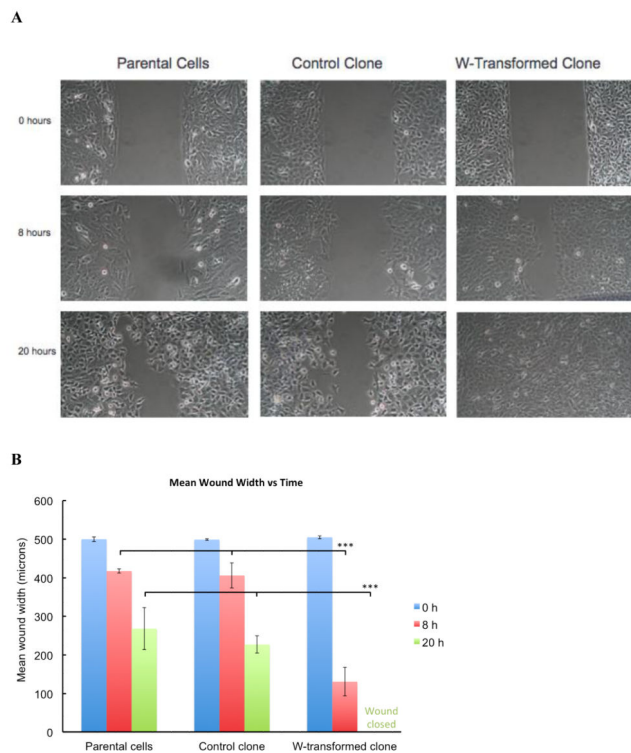 A
Parental Cells Control Clone W-Transformed Clone
0 hours
8 hours
20 hours
B
Mean Wound Width vs Time
Mean wound width (microns)
600
500
400
300
200
100
0
***
***
0 h
8 h
20 h
Wound
closed
Parental cells Control clone W-transformed clone